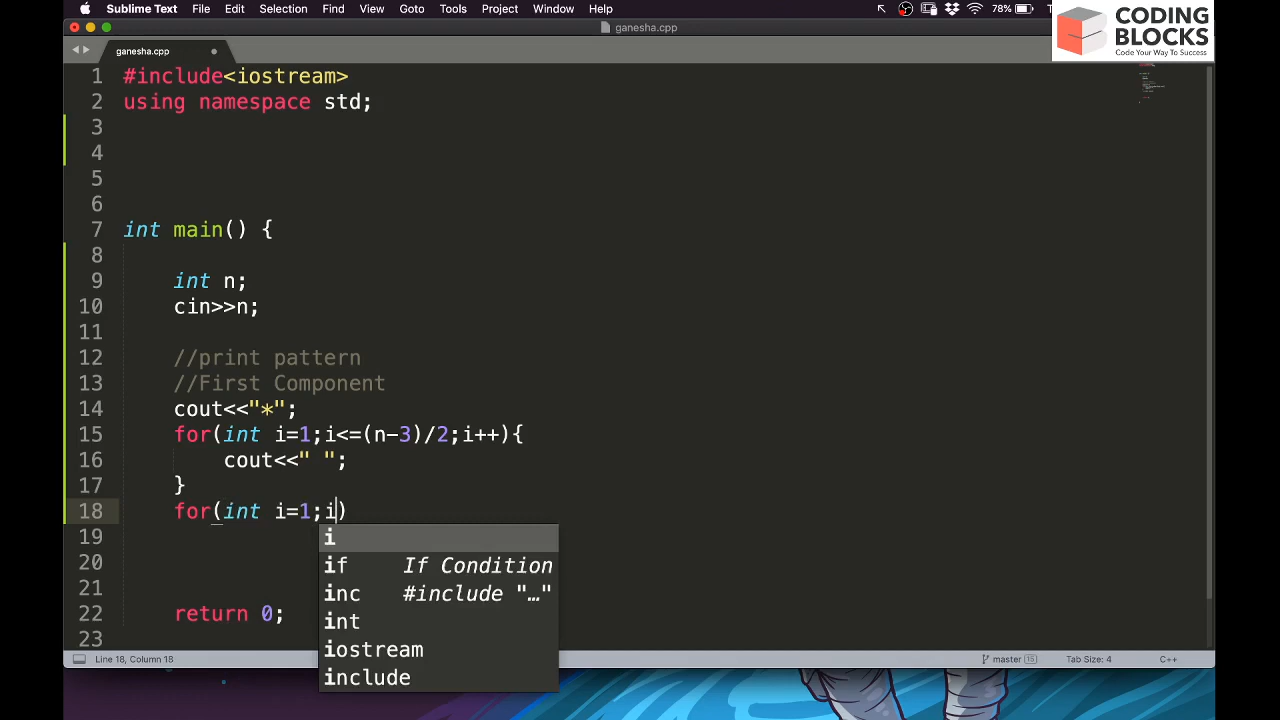 Sublime Text File Edit Selection Find View Goto Tools Project Window Help 78%
CODING
BLOCKS
Code Your Way To Success
ganesha.cpp
ganesha.cpp
1 #include<iostream>
2 using namespace std;
3
4
5
6
7 int main() {
8
9 int n;
10 cin>>n;
11
12 //print pattern
13 //First Component
14 cout<<"*";
15 for(int i=1;i<=(n-3)/2;i++){
16 cout<<" ";
17 }
18 for(int i=1;i)
19 i
20 if If Condition
21 inc #include "…"
22 return 0; int
23 iostream
include
Line 18, Column 18 master 15 Tab Size: 4 C++